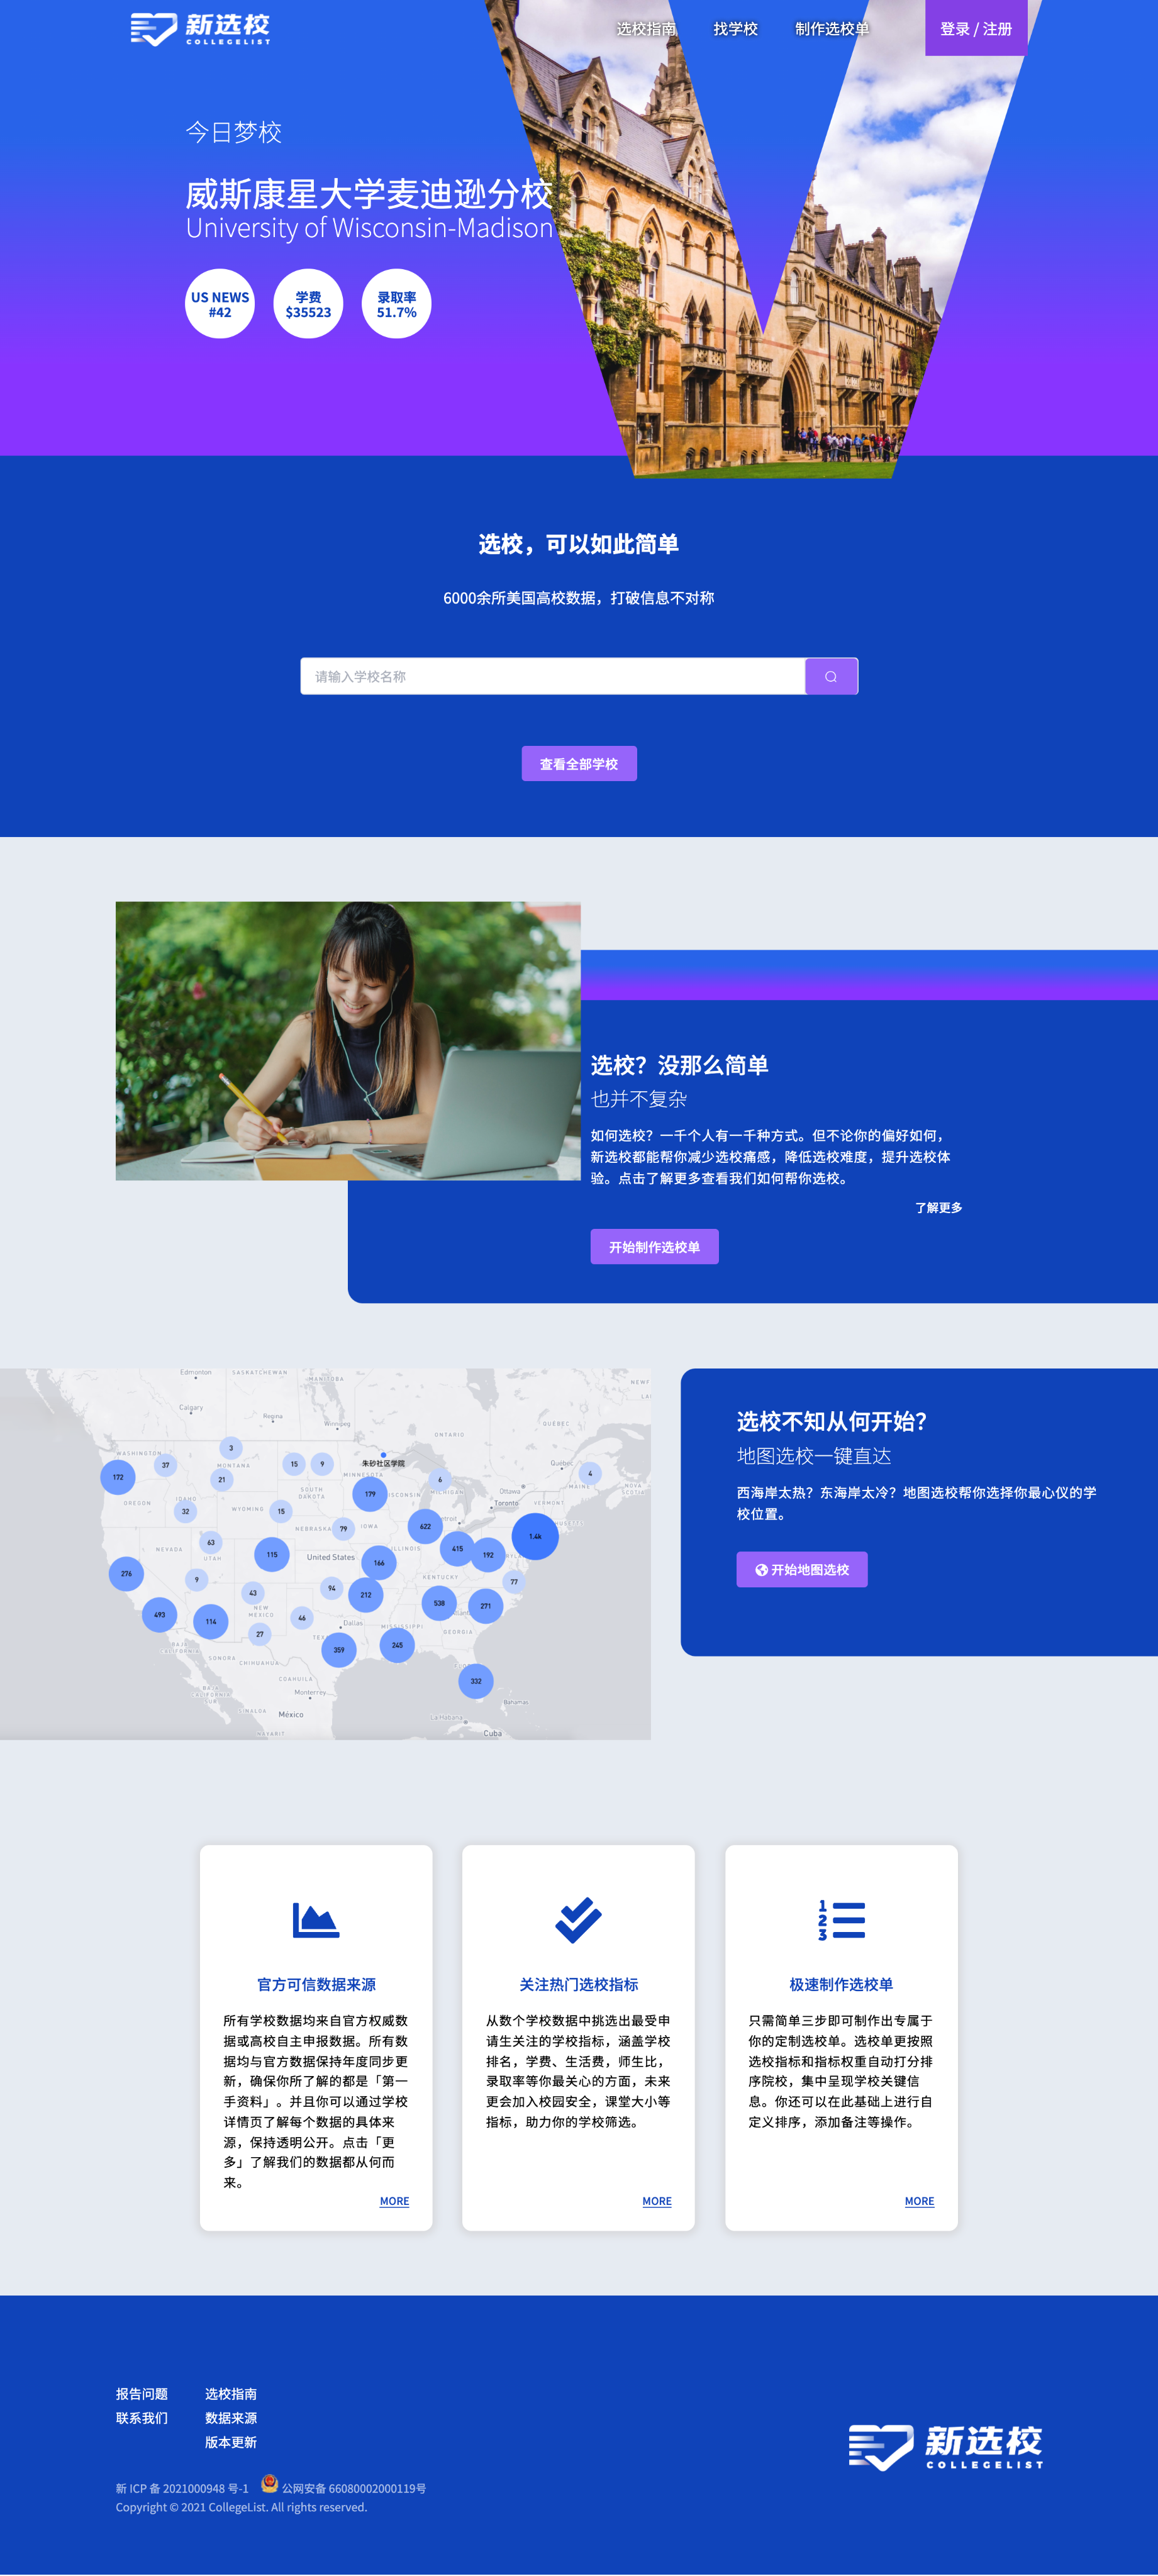 新选校
COLLEGELIST
选校指南
找学校
制作选校单
登录 / 注册
今日梦校
威斯康星大学麦迪逊分校
University of Wisconsin-Madison
US NEWS
#42
学费
$35523
录取率
51.7%
选校，可以如此简单
6000余所美国高校数据，打破信息不对称
请输入学校名称
查看全部学校
选校？没那么简单
也并不复杂
如何选校？一千个人有一千种方式。但不论你的偏好如何，
新选校都能帮你减少选校痛感，降低选校难度，提升选校体
验。点击了解更多查看我们如何帮你选校。
了解更多
开始制作选校单
Edmonton
SASKATCHEWAN
MANITOBA
Calgary
Regina
Winnipeg
ONTARIO
QUÉBEC
WASHINGTON
3
MONTANA
37
172
21
15
9
朱砂社区学院
MINNESOTA
6
MICHIGAN
Québec
4
MAINE
NOVA
SCOTIA
Ottawa
OREGON
IDAHO
32
WYOMING
15
SOUTH
DAKOTA
179
Toronto
VERMONT
NEBRASKA
79
IOWA
622
1.4k
63
NEVADA
UTAH
115
United States
166
ILLINOIS
415
192
276
9
43
94
212
KENTUCKY
77
538
271
493
114
NEW
MEXICO
46
27
Dallas
MISSISSIPPI
GEORGIA
359
245
BAJA
CALIFORNIA
SONORA
CHIHUAHUA
COAHUILA
332
BAJA
CALIFORNIA
SUR
Monterrey
Bahamas
SINALOA
México
La Habana
NAYARIT
Cuba
选校不知从何开始？
地图选校一键直达
西海岸太热？东海岸太冷？地图选校帮你选择你最心仪的学
校位置。
开始地图选校
官方可信数据来源
所有学校数据均来自官方权威数
据或高校自主申报数据。所有数
据均与官方数据保持年度同步更
新，确保你所了解的都是「第一
手资料」。并且你可以通过学校
详情页了解每个数据的具体来
源，保持透明公开。点击「更
多」了解我们的数据都从何而
来。
MORE
关注热门选校指标
从数个学校数据中挑选出最受申
请生关注的学校指标，涵盖学校
排名，学费、生活费，师生比，
录取率等你最关心的方面，未来
更会加入校园安全，课堂大小等
指标，助力你的学校筛选。
MORE
1
2
3
极速制作选校单
只需简单三步即可制作出专属于
你的定制选校单。选校单更按照
选校指标和指标权重自动打分排
序院校，集中呈现学校关键信
息。你还可以在此基础上进行自
定义排序，添加备注等操作。
MORE
报告问题
联系我们
选校指南
数据来源
版本更新
新 ICP 备 2021000948 号-1
公网安备 66080002000119号
Copyright © 2021 CollegeList. All rights reserved.
新选校
COLLEGELIST